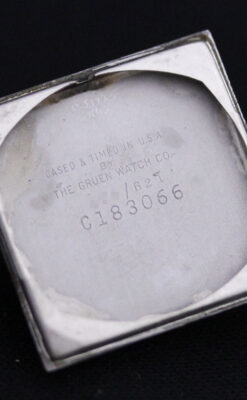 CASED & TIMED IN U.S.A.
BY
THE GRUEN WATCH CO.
C183066